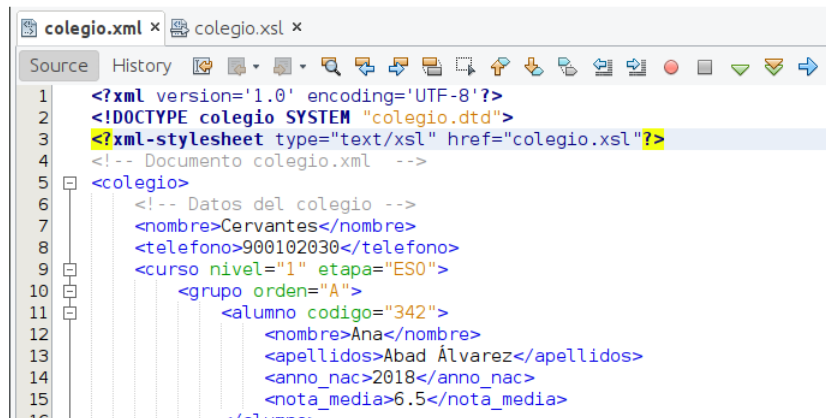 colegio.xml × colegio.xsl ×
Source History
1 <?xml version='1.0' encoding='UTF-8'?>
2 <!DOCTYPE colegio SYSTEM "colegio.dtd">
3 <?xml-stylesheet type="text/xsl" href="colegio.xsl"?>
4 <!-- Documento colegio.xml  -->
5 <colegio>
6 <!-- Datos del colegio -->
7 <nombre>Cervantes</nombre>
8 <telefono>900102030</telefono>
9 <curso nivel="1" etapa="ESO">
10 <grupo orden="A">
11 <alumno codigo="342">
12 <nombre>Ana</nombre>
13 <apellidos>Abad Álvarez</apellidos>
14 <anno_nac>2018</anno_nac>
15 <nota_media>6.5</nota_media>
16 </alumno>